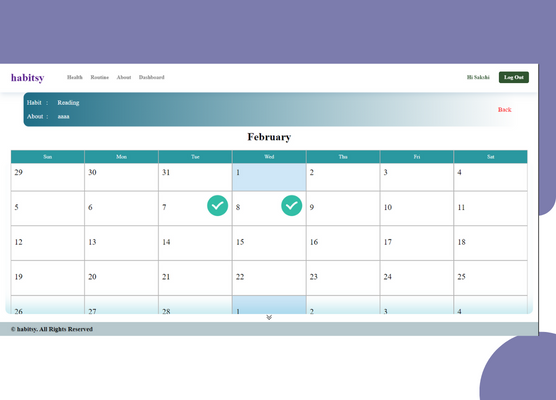 habitsy Health Routine About Dashboard Hi Sakshi Log Out
Habit : Reading
About : aaaa
Back
February
Sun Mon Tue Wed Thu Fri Sat
29 30 31 1 2 3 4
5 6 7 8 9 10 11
12 13 14 15 16 17 18
19 20 21 22 23 24 25
26 27 28 1 2 3 4
© habitsy. All Rights Reserved